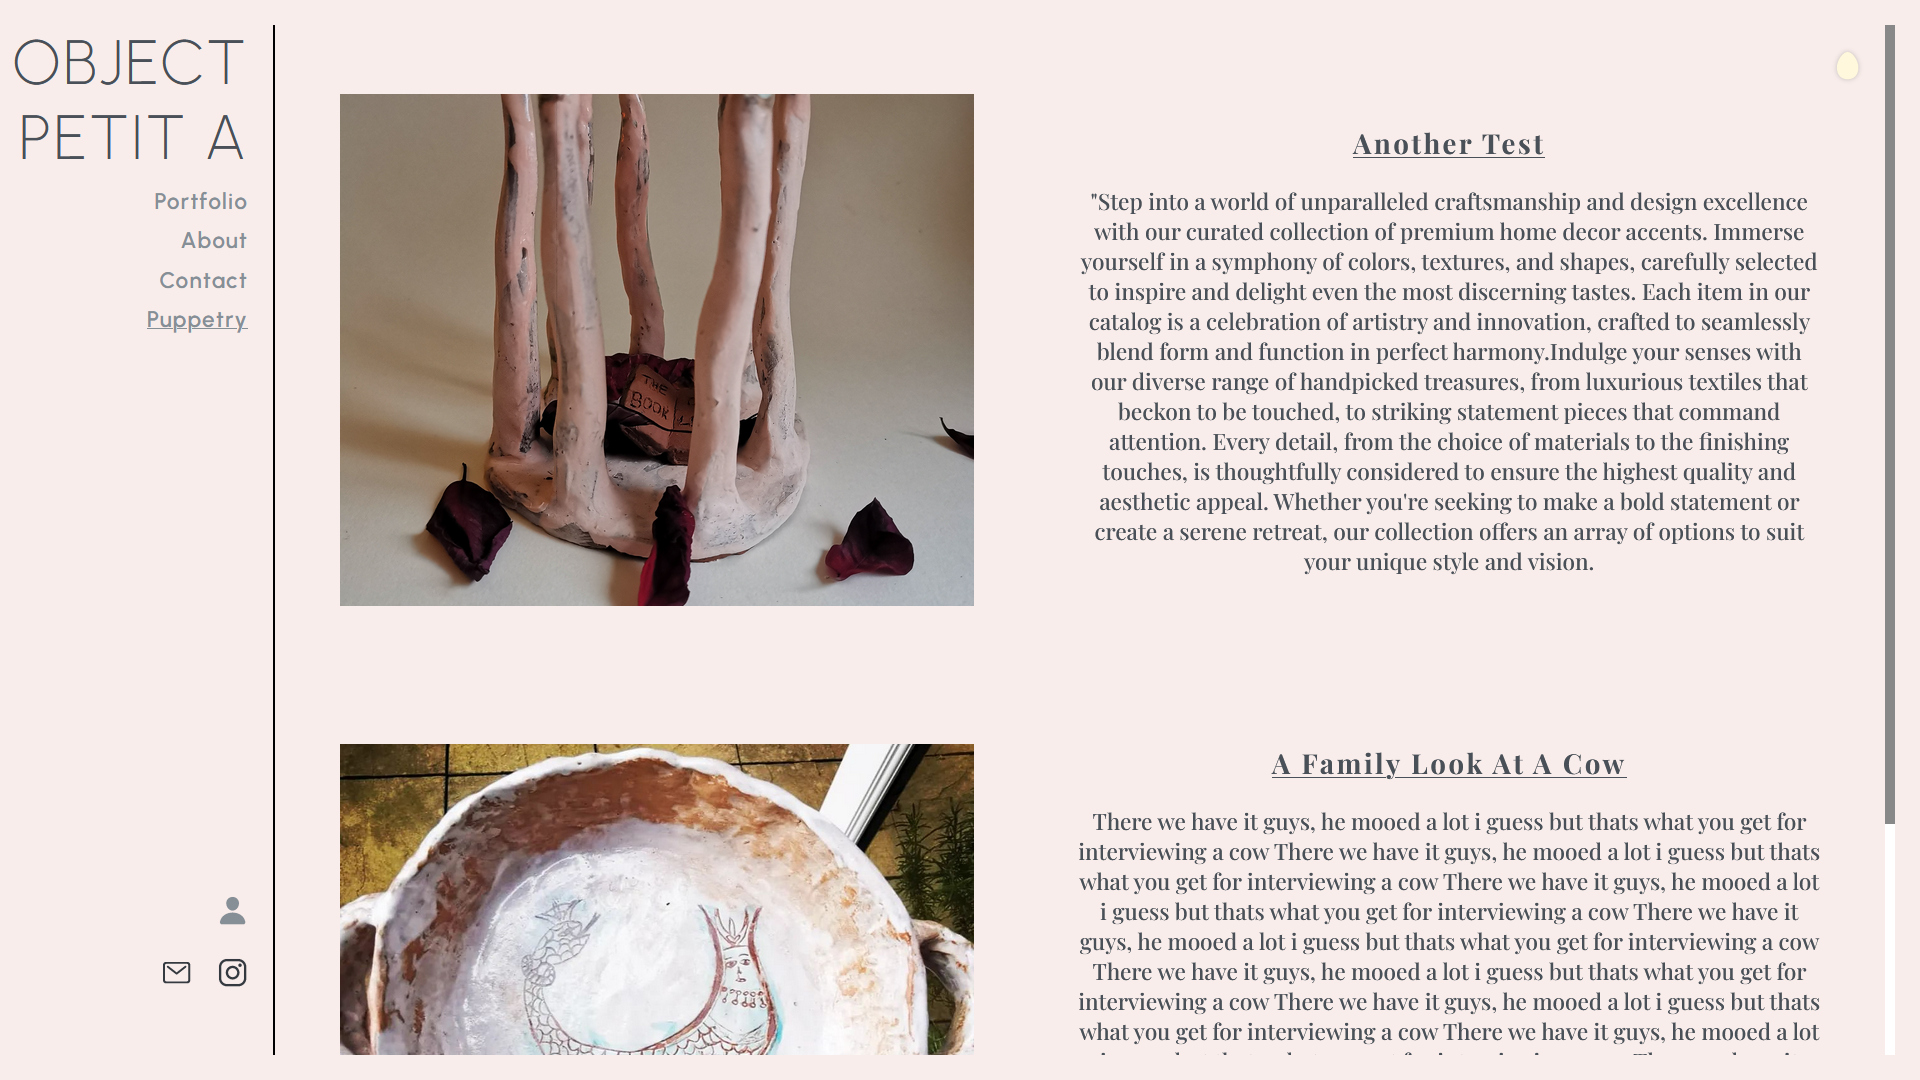 OBJECT
PETIT A
Portfolio
About
Contact
Puppetry
THE
BOOK
Another Test
"Step into a world of unparalleled craftsmanship and design excellence
with our curated collection of premium home decor accents. Immerse
yourself in a symphony of colors, textures, and shapes, carefully selected
to inspire and delight even the most discerning tastes. Each item in our
catalog is a celebration of artistry and innovation, crafted to seamlessly
blend form and function in perfect harmony.Indulge your senses with
our diverse range of handpicked treasures, from luxurious textiles that
beckon to be touched, to striking statement pieces that command
attention. Every detail, from the choice of materials to the finishing
touches, is thoughtfully considered to ensure the highest quality and
aesthetic appeal. Whether you're seeking to make a bold statement or
create a serene retreat, our collection offers an array of options to suit
your unique style and vision.
A Family Look At A Cow
There we have it guys, he mooed a lot i guess but thats what you get for
interviewing a cow There we have it guys, he mooed a lot i guess but thats
what you get for interviewing a cow There we have it guys, he mooed a lot
i guess but thats what you get for interviewing a cow There we have it
guys, he mooed a lot i guess but thats what you get for interviewing a cow
There we have it guys, he mooed a lot i guess but thats what you get for
interviewing a cow There we have it guys, he mooed a lot i guess but thats
what you get for interviewing a cow There we have it guys, he mooed a lot